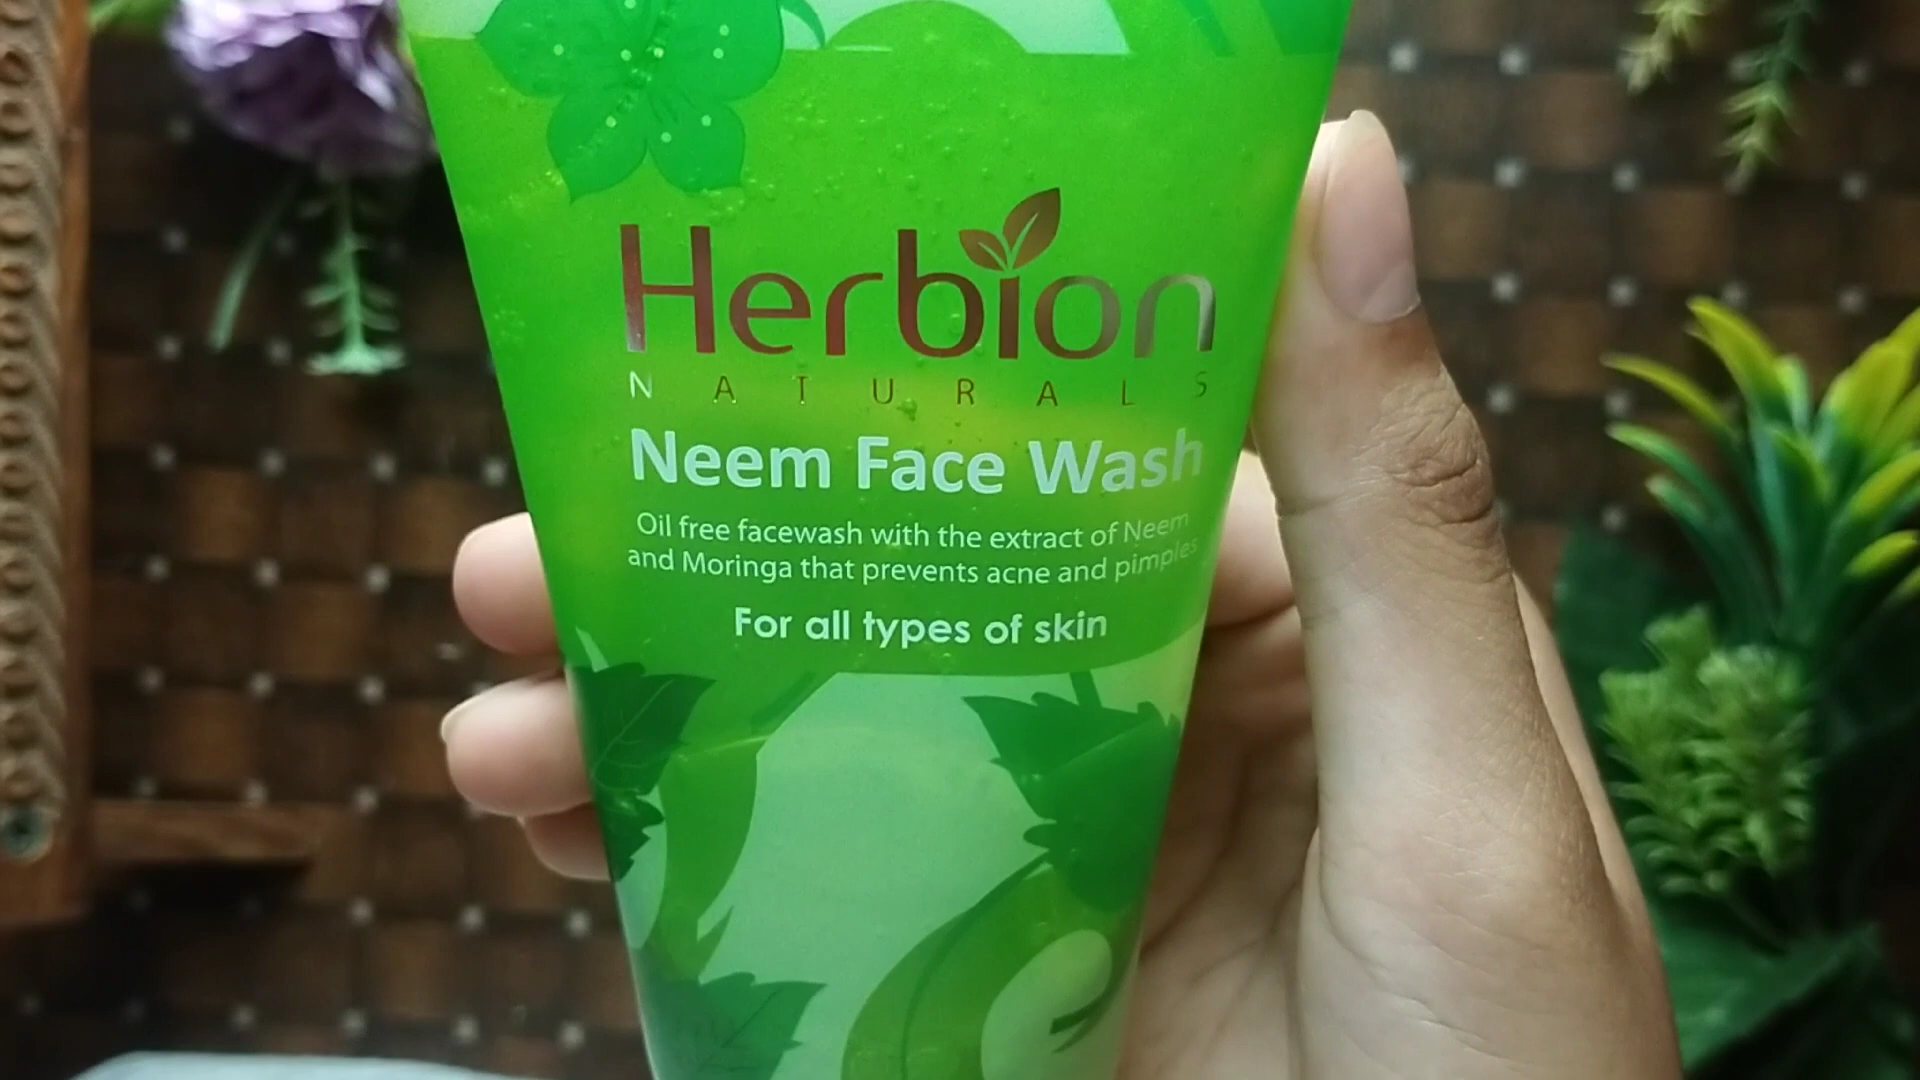 Herbion
NATURALS
Neem Face Wash
Oil free facewash with the extract of Neem
and Moringa that prevents acne and pimples
For all types of skin